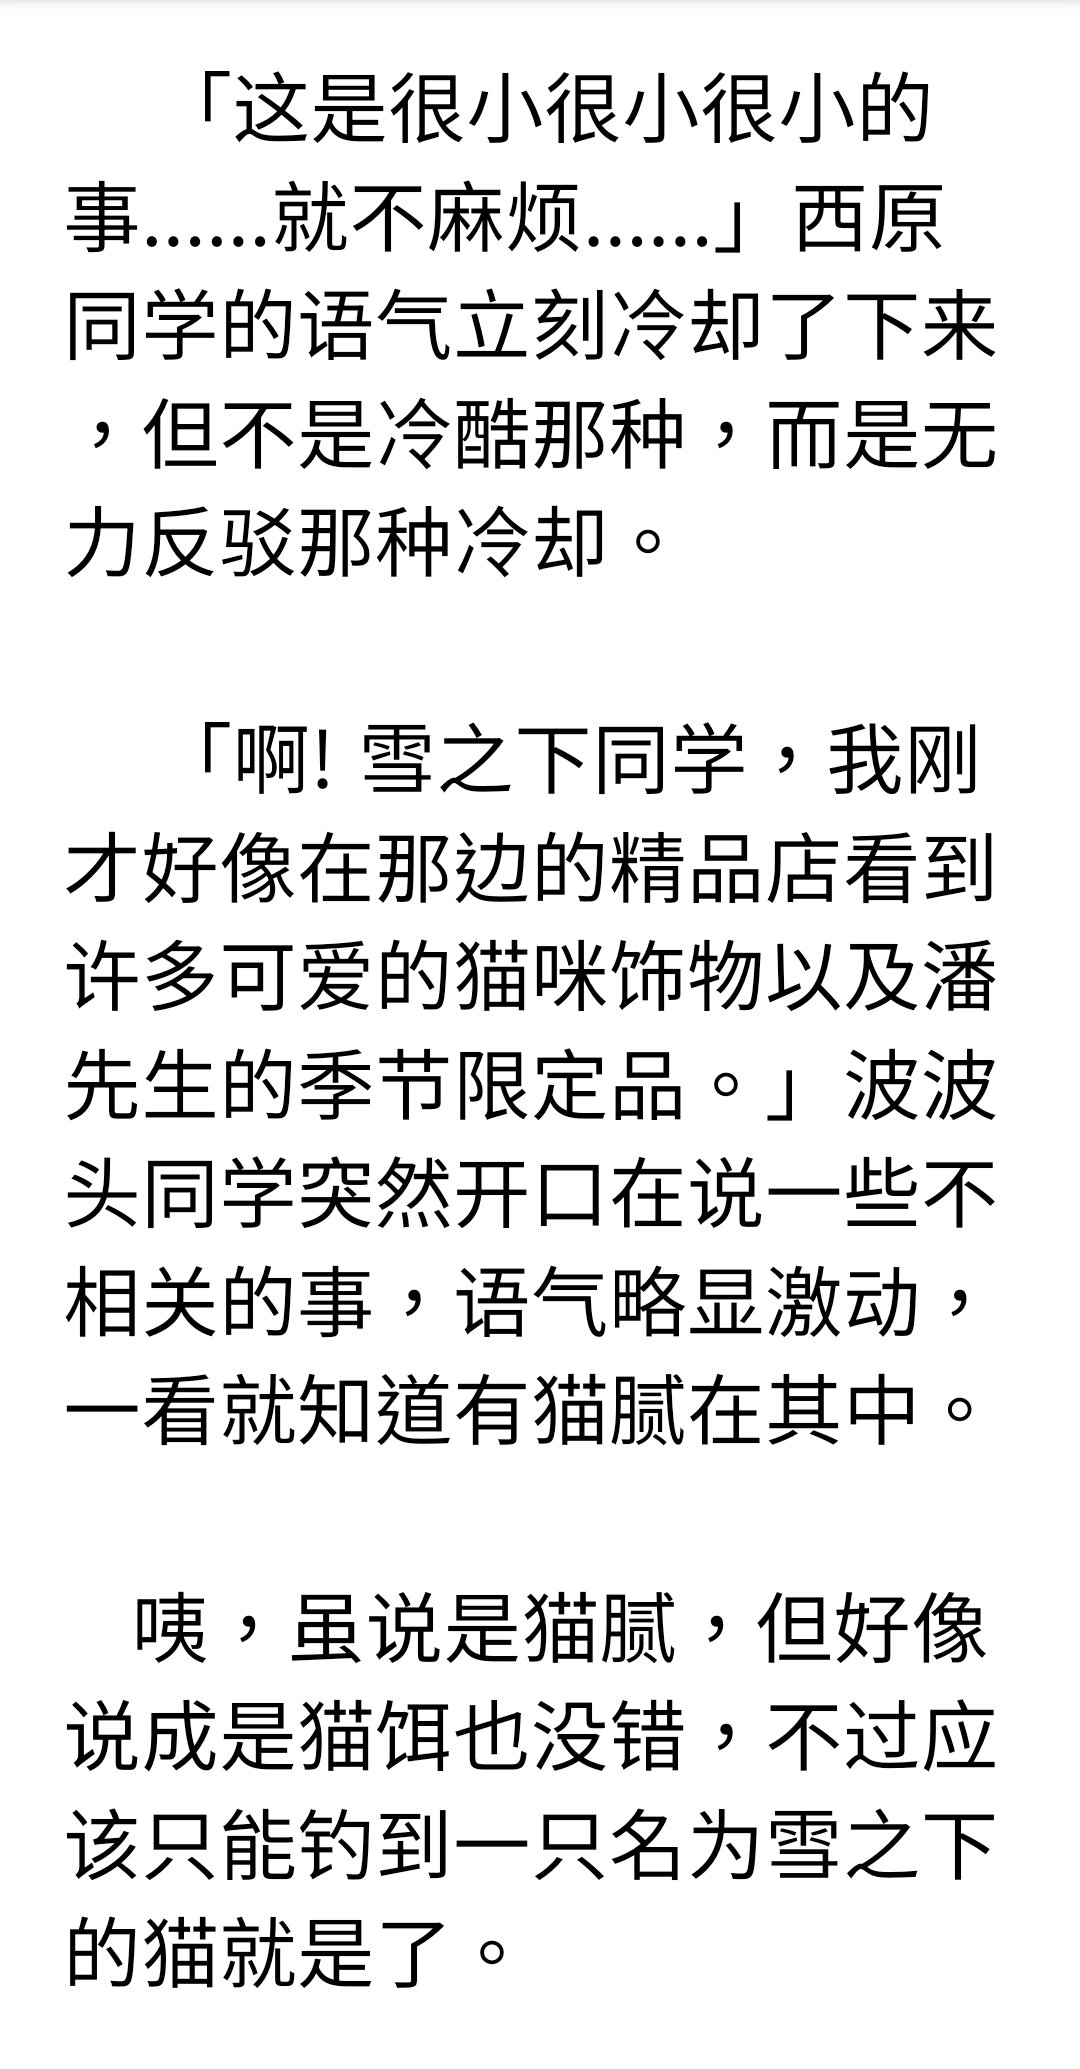 「这是很小很小很小的
事......就不麻烦......」西原
同学的语气立刻冷却了下来
，但不是冷酷那种，而是无
力反驳那种冷却。
「啊! 雪之下同学，我刚
才好像在那边的精品店看到
许多可爱的猫咪饰物以及潘
先生的季节限定品。」波波
头同学突然开口在说一些不
相关的事，语气略显激动，
一看就知道有猫腻在其中。
咦，虽说是猫腻，但好像
说成是猫饵也没错，不过应
该只能钓到一只名为雪之下
的猫就是了。